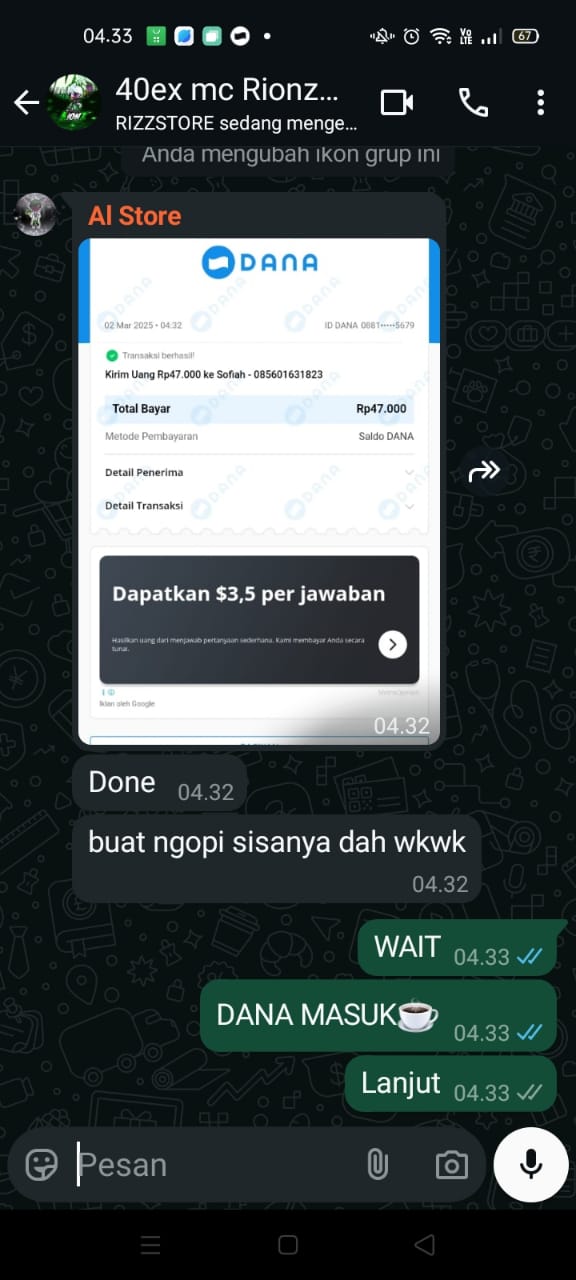 04.33
VO LTE
67
40ex mc Rionz...
RIZZSTORE sedang menge...
Anda mengubah ikon grup ini
Al Store
DANA
02 Mar 2025 • 04:32
ID DANA 0881·····5679
Transaksi berhasil!
Kirim Uang Rp47.000 ke Sofiah - 085601631823
Total Bayar
Rp47.000
Metode Pembayaran
Saldo DANA
Detail Penerima
Detail Transaksi
Dapatkan $3,5 per jawaban
Hasilkan uang dari menjawab pertanyaan sederhana. Kami membayar Anda secara
tunai.
Iklan oleh Google
04.32
Done
04.32
buat ngopi sisanya dah wkwk
04.32
WAIT
04.33
DANA MASUK☕
04.33
Lanjut
04.33
Pesan